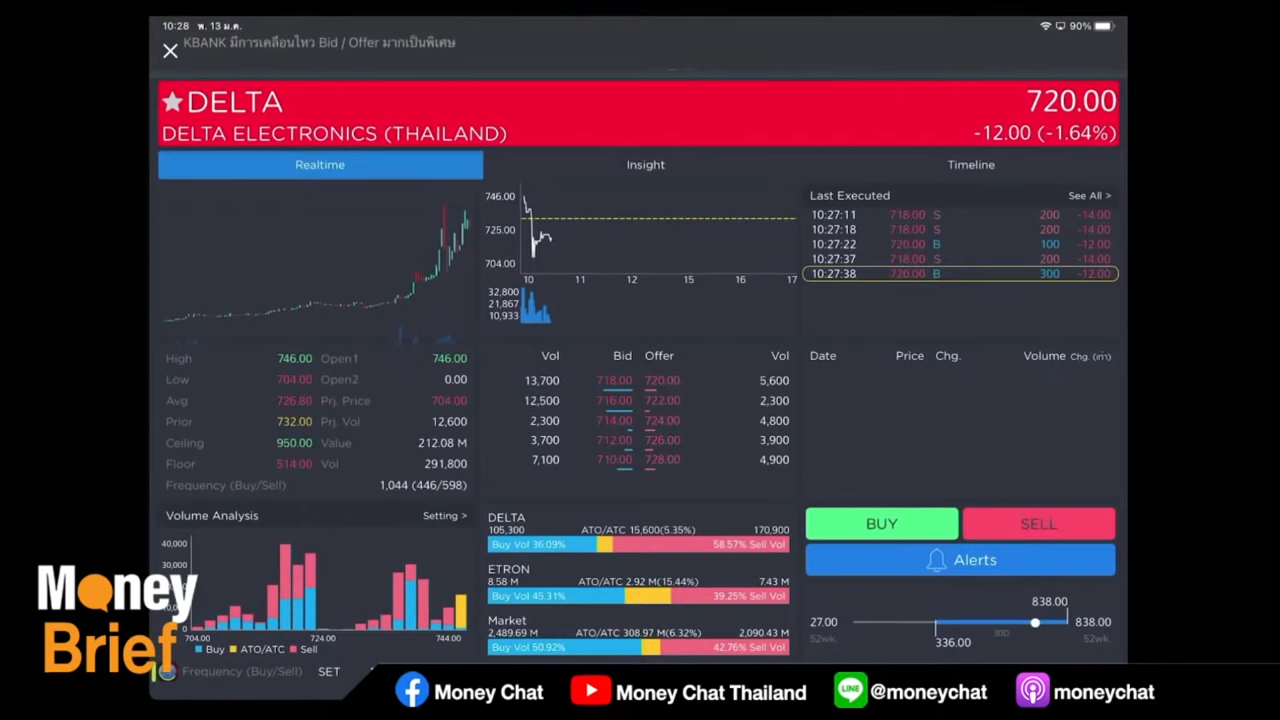 10:28 พ. 13 ม.ค.
90%
KBANK มีการเคลื่อนไหว Bid / Offer มากเป็นพิเศษ
DELTA 720.00
DELTA ELECTRONICS (THAILAND) -12.00 (-1.64%)
Realtime Insight Timeline
746.00
725.00
704.00
10 11 12 15 16 17
32,800
21,867
10,933
Last Executed See All >
10:27:11 718.00 S 200 -14.00
10:27:18 718.00 S 200 -14.00
10:27:22 720.00 B 100 -12.00
10:27:37 718.00 S 200 -14.00
10:27:38 720.00 B 300 -12.00
High 746.00 Open1 746.00
Low 704.00 Open2 0.00
Avg 726.80 Prj. Price 704.00
Prior 732.00 Prj. Vol 12,600
Ceiling 950.00 Value 212.08 M
Floor 514.00 Vol 291,800
Frequency (Buy/Sell) 1,044 (446/598)
Vol Bid Offer Vol
13,700 718.00 720.00 5,600
12,500 716.00 722.00 2,300
2,300 714.00 724.00 4,800
3,700 712.00 726.00 3,900
7,100 710.00 728.00 4,900
Date Price Chg. Volume Chg. (เท่า)
Volume Analysis Setting >
40,000
30,000
20,000
704.00 724.00 744.00
Buy ATO/ATC Sell
DELTA
105,300 ATO/ATC 15,600(5.35%) 170,900
Buy Vol 36.09% 58.57% Sell Vol
ETRON
8.58 M ATO/ATC 2.92 M(15.44%) 7.43 M
Buy Vol 45.31% 39.25% Sell Vol
Market
2,489.69 M ATO/ATC 308.97 M(6.32%) 2,090.43 M
Buy Vol 50.92% 42.76% Sell Vol
BUY SELL
Alerts
838.00
27.00 838.00
52wk. 30D 52wk.
336.00
Money
Brief
Frequency (Buy/Sell) SET
Money Chat Money Chat Thailand @moneychat moneychat
LINE